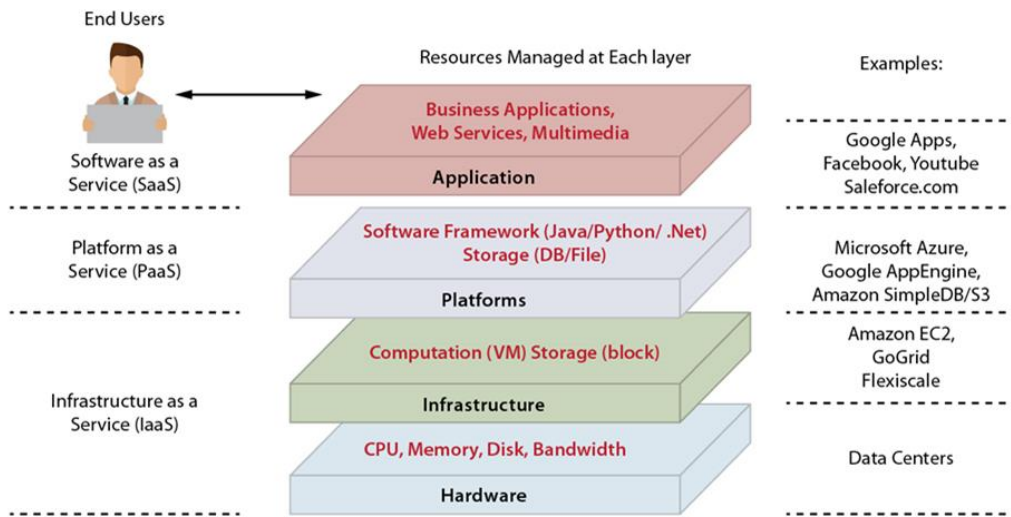 End Users
Resources Managed at Each layer
Examples:
Business Applications,
Web Services, Multimedia
Application
Software as a
Service (SaaS)
Google Apps,
Facebook, Youtube
Saleforce.com
Software Framework (Java/Python/ .Net)
Storage (DB/File)
Platforms
Platform as a
Service (PaaS)
Microsoft Azure,
Google AppEngine,
Amazon SimpleDB/S3
Computation (VM) Storage (block)
Infrastructure
Amazon EC2,
GoGrid
Flexiscale
Infrastructure as a
Service (IaaS)
CPU, Memory, Disk, Bandwidth
Hardware
Data Centers